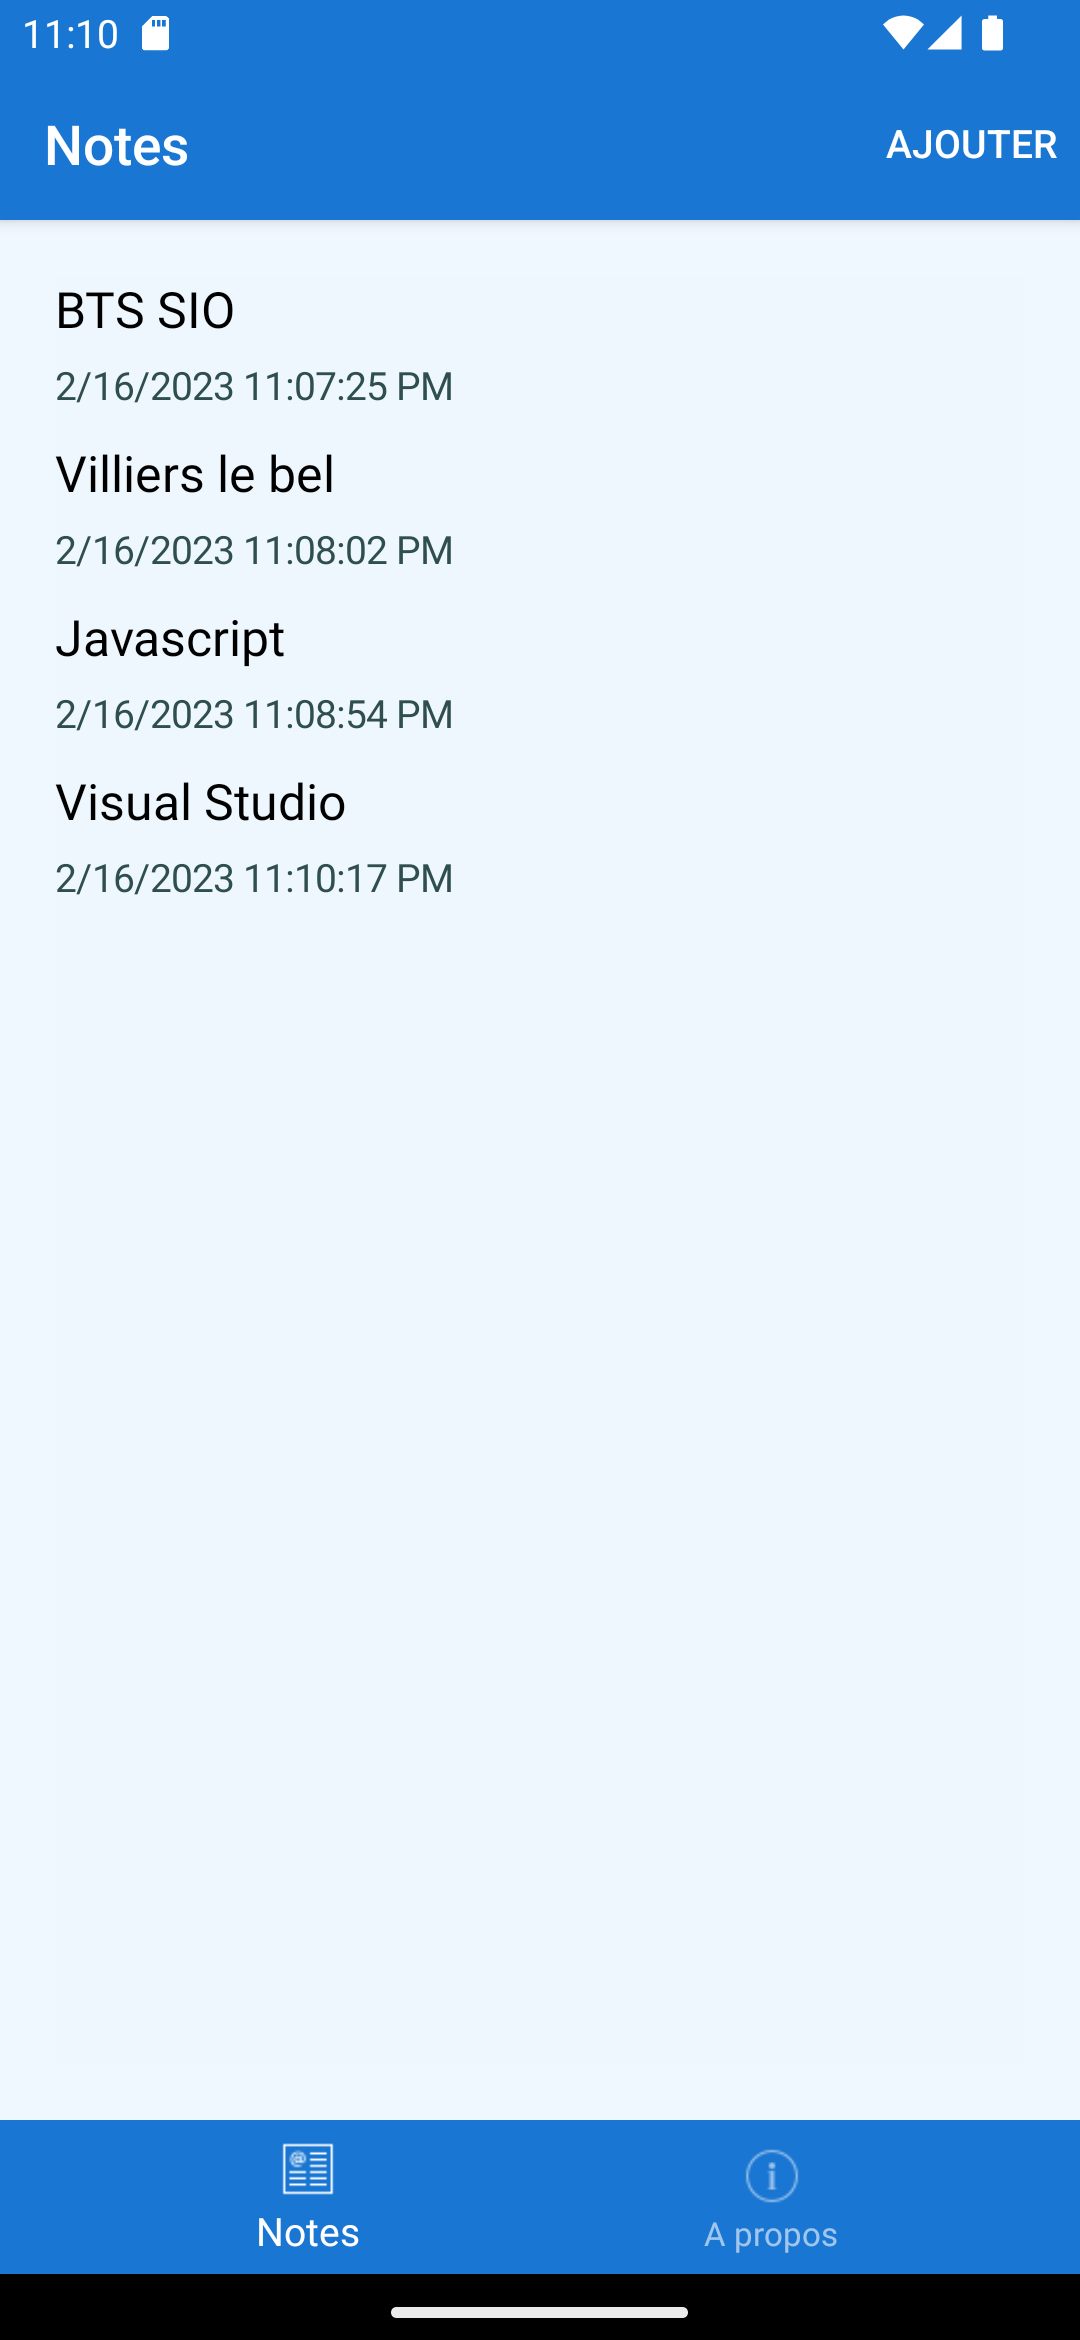 11:10
Notes
AJOUTER
BTS SIO
2/16/2023 11:07:25 PM
Villiers le bel
2/16/2023 11:08:02 PM
Javascript
2/16/2023 11:08:54 PM
Visual Studio
2/16/2023 11:10:17 PM
Notes
A propos